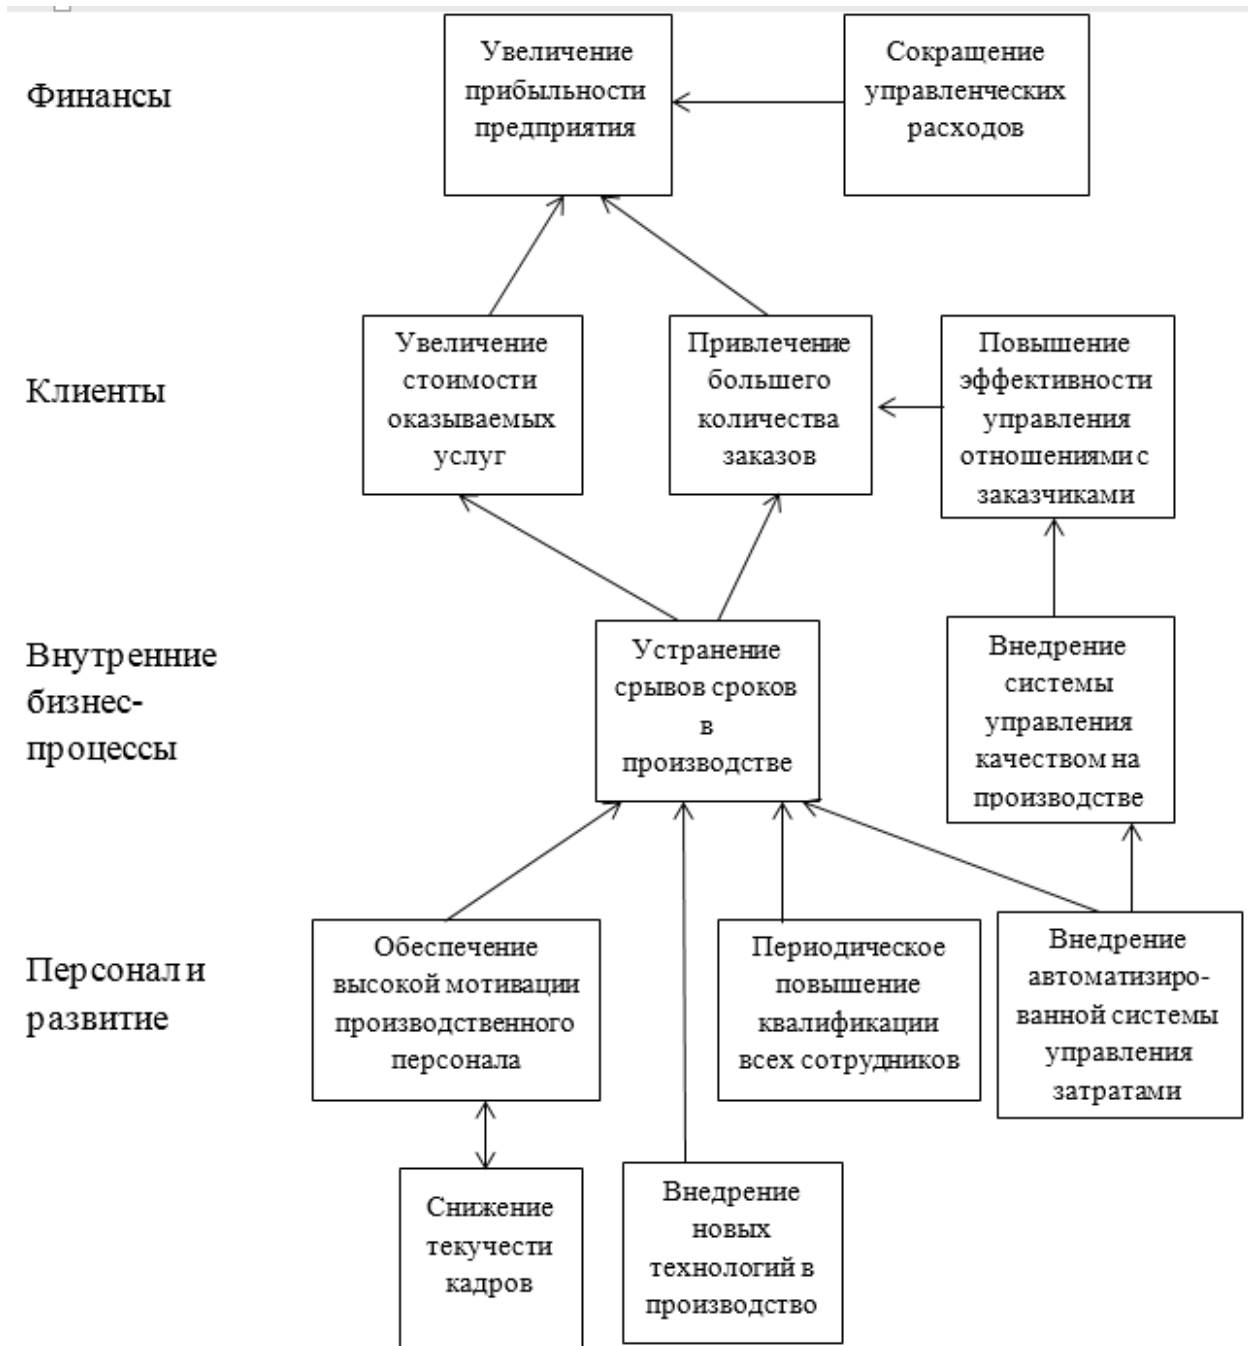 Финансы
Увеличение
прибыльности
предприятия
Сокращение
управленческих
расходов
Клиенты
Увеличение
стоимости
оказываемых
услуг
Привлечение
большего
количества
заказов
Повышение
эффективности
управления
отношениями с
заказчиками
Внутренние
бизнес-
процессы
Устранение
срывов сроков
в
производстве
Внедрение
системы
управления
качеством на
производстве
Персонал и
развитие
Обеспечение
высокой мотивации
производственного
персонала
Периодическое
повышение
квалификации
всех сотрудников
Внедрение
автоматизиро-
ванной системы
управления
затратами
Снижение
текучести
кадров
Внедрение
новых
технологий в
производство